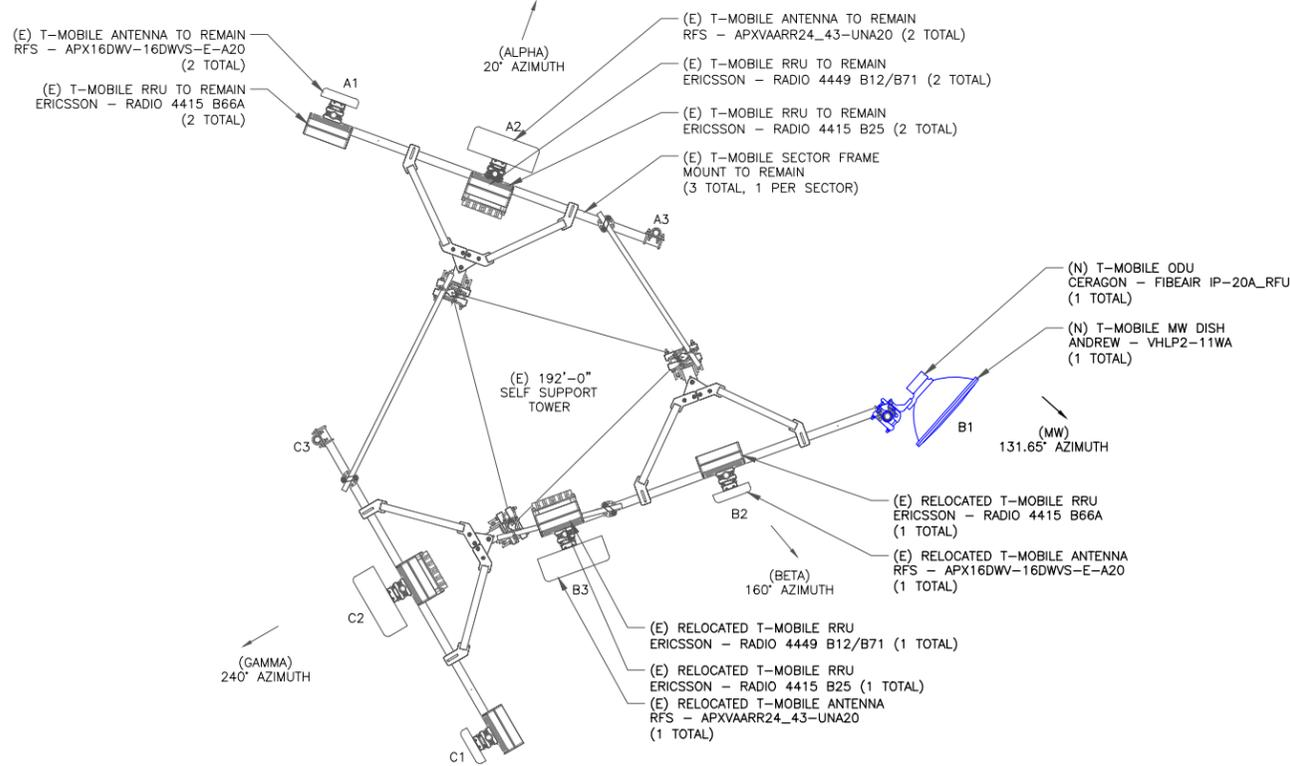 (E) T-MOBILE ANTENNA TO REMAIN
RFS - APX16DWV-16DWVS-E-A20
(2 TOTAL)
(E) T-MOBILE RRU TO REMAIN
ERICSSON - RADIO 4415 B66A
(2 TOTAL)
A1
(ALPHA)
20° AZIMUTH
A2
(E) T-MOBILE ANTENNA TO REMAIN
RFS - APXVAARR24_43-UNA20 (2 TOTAL)
(E) T-MOBILE RRU TO REMAIN
ERICSSON - RADIO 4449 B12/B71 (2 TOTAL)
(E) T-MOBILE RRU TO REMAIN
ERICSSON - RADIO 4415 B25 (2 TOTAL)
(E) T-MOBILE SECTOR FRAME
MOUNT TO REMAIN
(3 TOTAL, 1 PER SECTOR)
A3
(N) T-MOBILE ODU
CERAGON - FIBEAIR IP-20A_RFU
(1 TOTAL)
(N) T-MOBILE MW DISH
ANDREW - VHLP2-11WA
(1 TOTAL)
(E) 192'-0"
SELF SUPPORT
TOWER
B1
(MW)
131.65° AZIMUTH
C3
B2
(E) RELOCATED T-MOBILE RRU
ERICSSON - RADIO 4415 B66A
(1 TOTAL)
(E) RELOCATED T-MOBILE ANTENNA
RFS - APX16DWV-16DWVS-E-A20
(1 TOTAL)
(BETA)
160° AZIMUTH
B3
C2
(E) RELOCATED T-MOBILE RRU
ERICSSON - RADIO 4449 B12/B71 (1 TOTAL)
(E) RELOCATED T-MOBILE RRU
ERICSSON - RADIO 4415 B25 (1 TOTAL)
(E) RELOCATED T-MOBILE ANTENNA
RFS - APXVAARR24_43-UNA20
(1 TOTAL)
(GAMMA)
240° AZIMUTH
C1